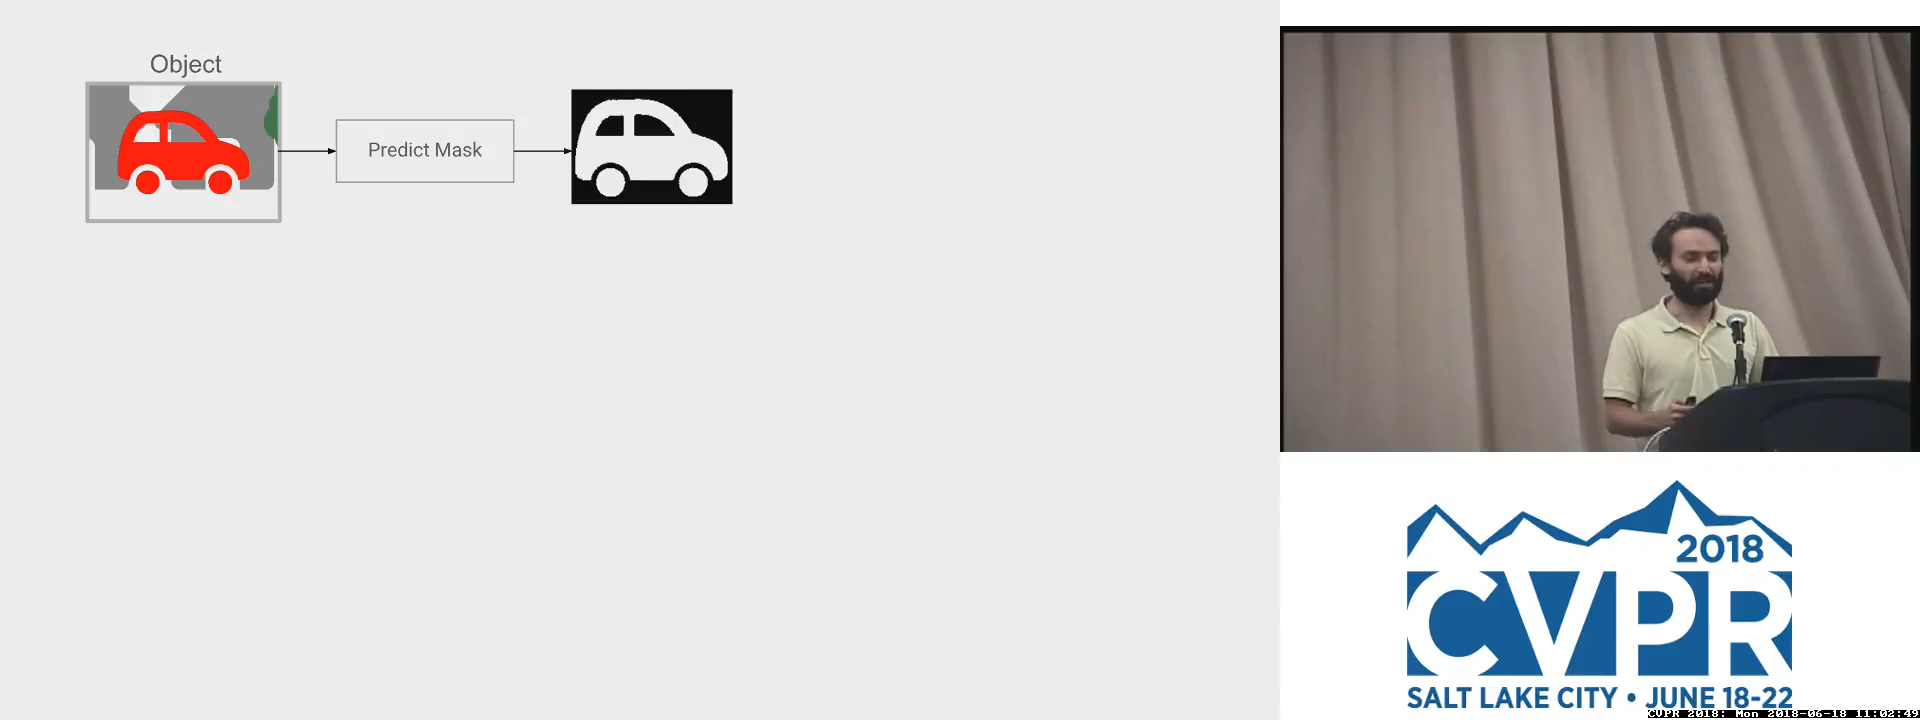 Object
Predict Mask
2018
CVPR
SALT LAKE CITY • JUNE 18-22
CVPR 2018: Mon 2018-06-18 11:02:49